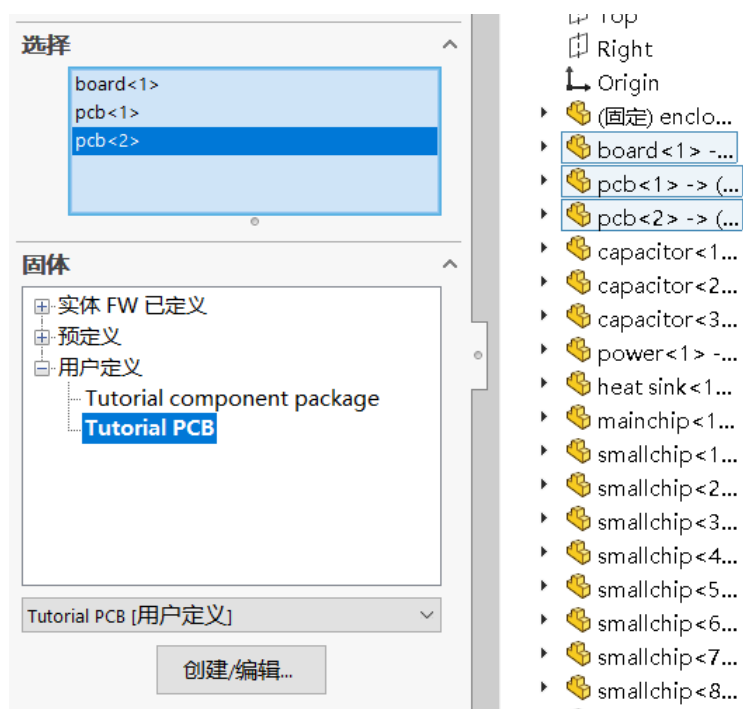 选择
board<1>
pcb<1>
pcb<2>
固体
实体 FW 已定义
预定义
用户定义
Tutorial component package
Tutorial PCB
Tutorial PCB [用户定义]
创建/编辑...
Top
Right
Origin
(固定) enclo...
board<1> -...
pcb<1> -> (...
pcb<2> -> (...
capacitor<1...
capacitor<2...
capacitor<3...
power<1> -...
heat sink<1...
mainchip<1...
smallchip<1...
smallchip<2...
smallchip<3...
smallchip<4...
smallchip<5...
smallchip<6...
smallchip<7...
smallchip<8...